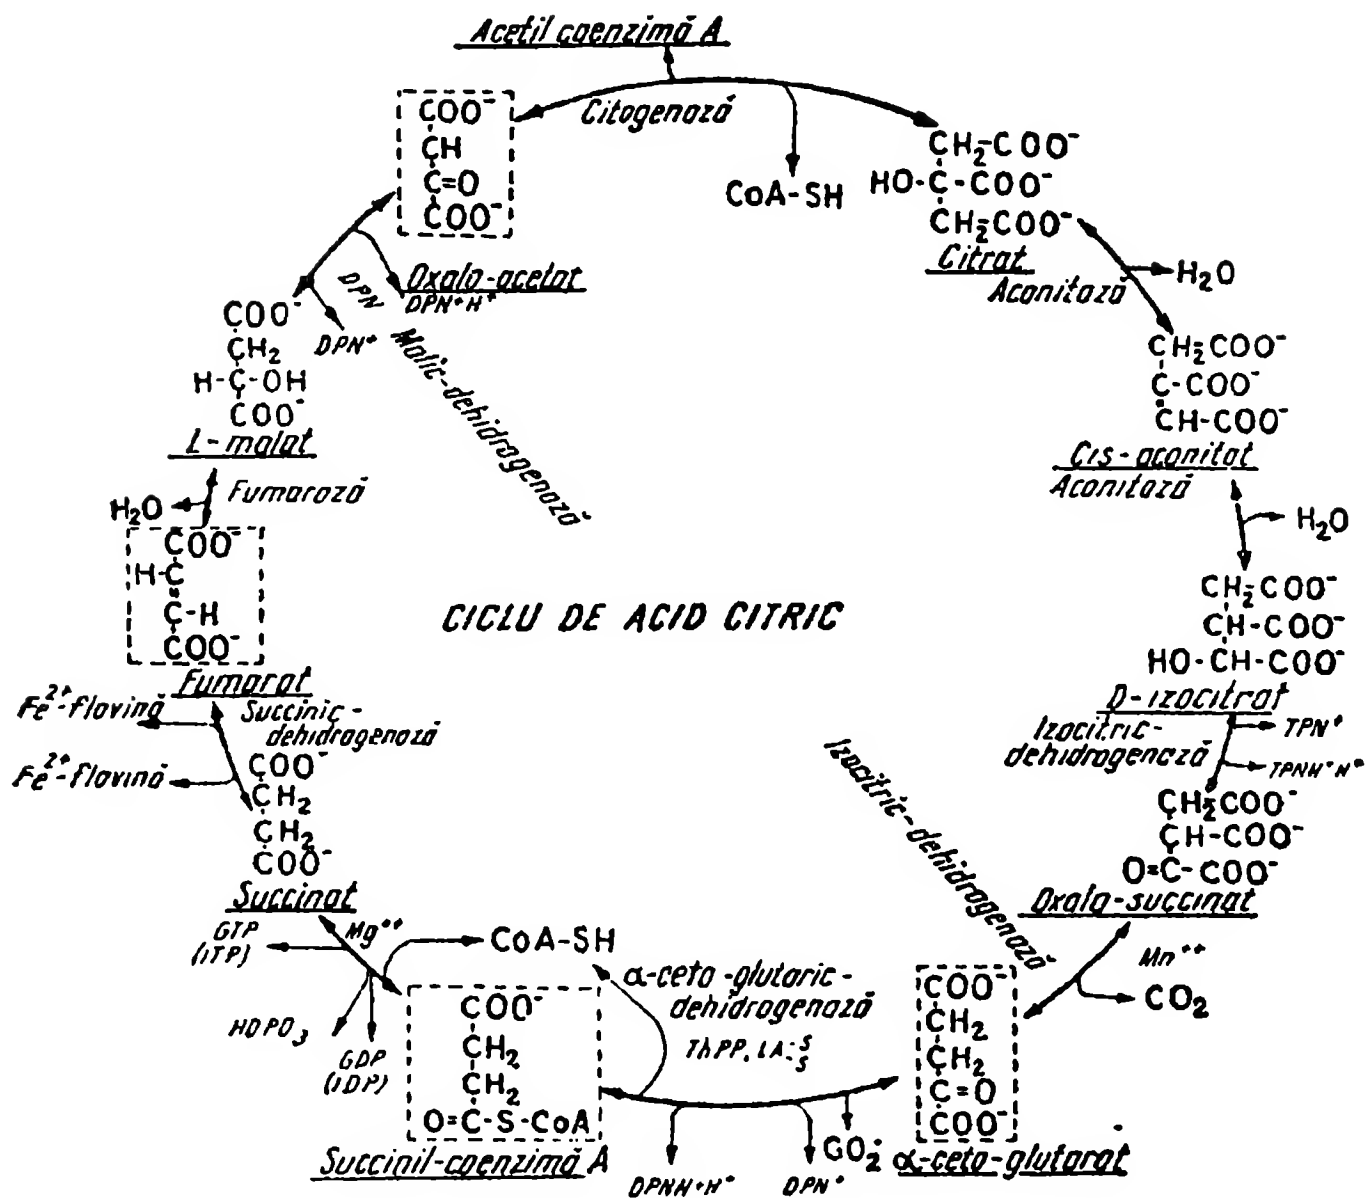 Acetil coenzimă A
Citogenază
CoA-SH
COO⁻
CH
C=O
COO⁻
Oxalo-acelat
CH₂-COO⁻
HO-C-COO⁻
CH₂COO⁻
Citrat
Aconitază
H₂O
CH₂COO⁻
C-COO⁻
CH-COO⁻
Cis-aconitat
Aconitază
H₂O
CH₂COO⁻
CH-COO⁻
HO-CH-COO⁻
D-izocitrat
Izocitric-
dehidrogenază
TPN⁺
TPNH⁺H⁺
CH₂COO⁻
CH-COO⁻
O=C-COO⁻
Oxalo-succinat
Izocitric-dehidrogenază
Mn⁺⁺
CO₂
COO⁻
CH₂
CH₂
C=O
COO⁻
α-ceto-glutarat
α-ceto-glutaric-
dehidrogenază
ThPP, LA-S
S
GO₂
DPN⁺
DPNH+H⁺
CoA-SH
COO⁻
CH₂
CH₂
O=C-S-CoA
Succinil-coenzimă A
Mg⁺⁺
GTP
(ITP)
HOPO₃
GDP
(IDP)
Succinat
COO⁻
CH₂
CH₂
COO⁻
Succinic-
dehidrogenază
Fe²⁺-flavină
Fe²⁺-flavină
Fumarat
COO⁻
H-C
C-H
COO⁻
H₂O
Fumarază
L-malat
COO⁻
CH₂
H-C-OH
COO⁻
DPN⁺
DPN
DPN+H⁺
Malic-dehidrogenază
CICLU DE ACID CITRIC